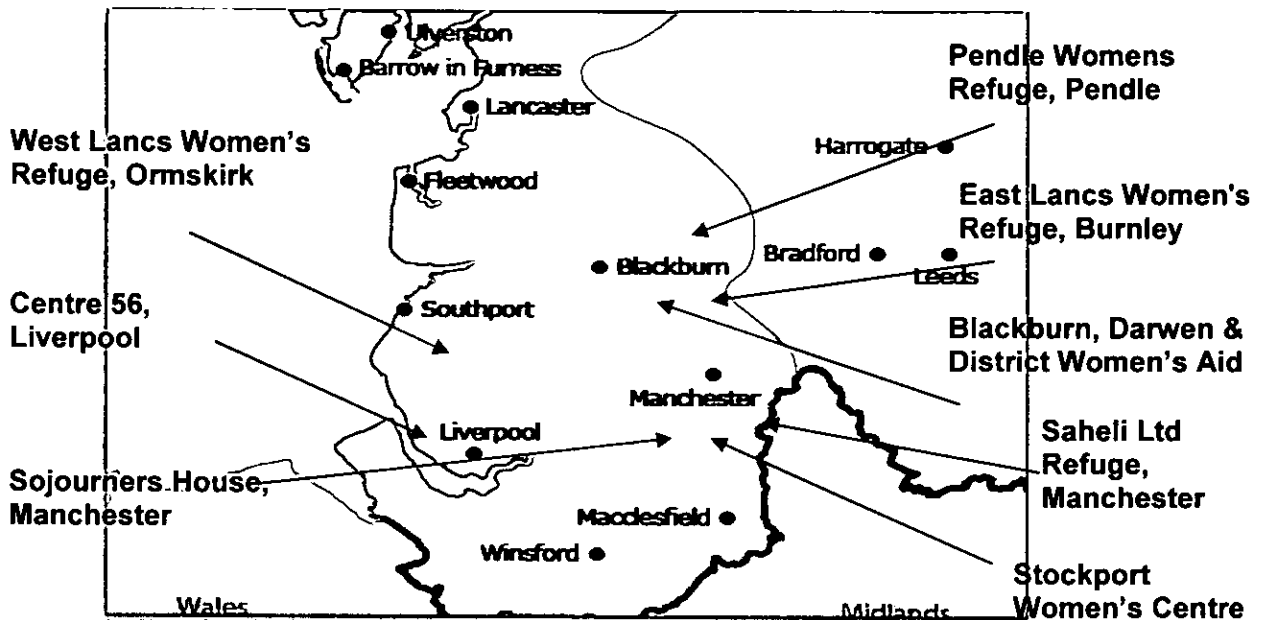 Ulverston
Barrow in Furness
Lancaster
Pendle Womens
Refuge, Pendle
West Lancs Women's
Refuge, Ormskirk
Harrogate
Fleetwood
East Lancs Women's
Refuge, Burnley
Bradford
Leeds
Blackburn
Centre 56,
Liverpool
Southport
Blackburn, Darwen &
District Women's Aid
Manchester
Liverpool
Saheli Ltd
Refuge,
Manchester
Sojourners House,
Manchester
Macclesfield
Winsford
Stockport
Women's Centre
Wales
Midlands